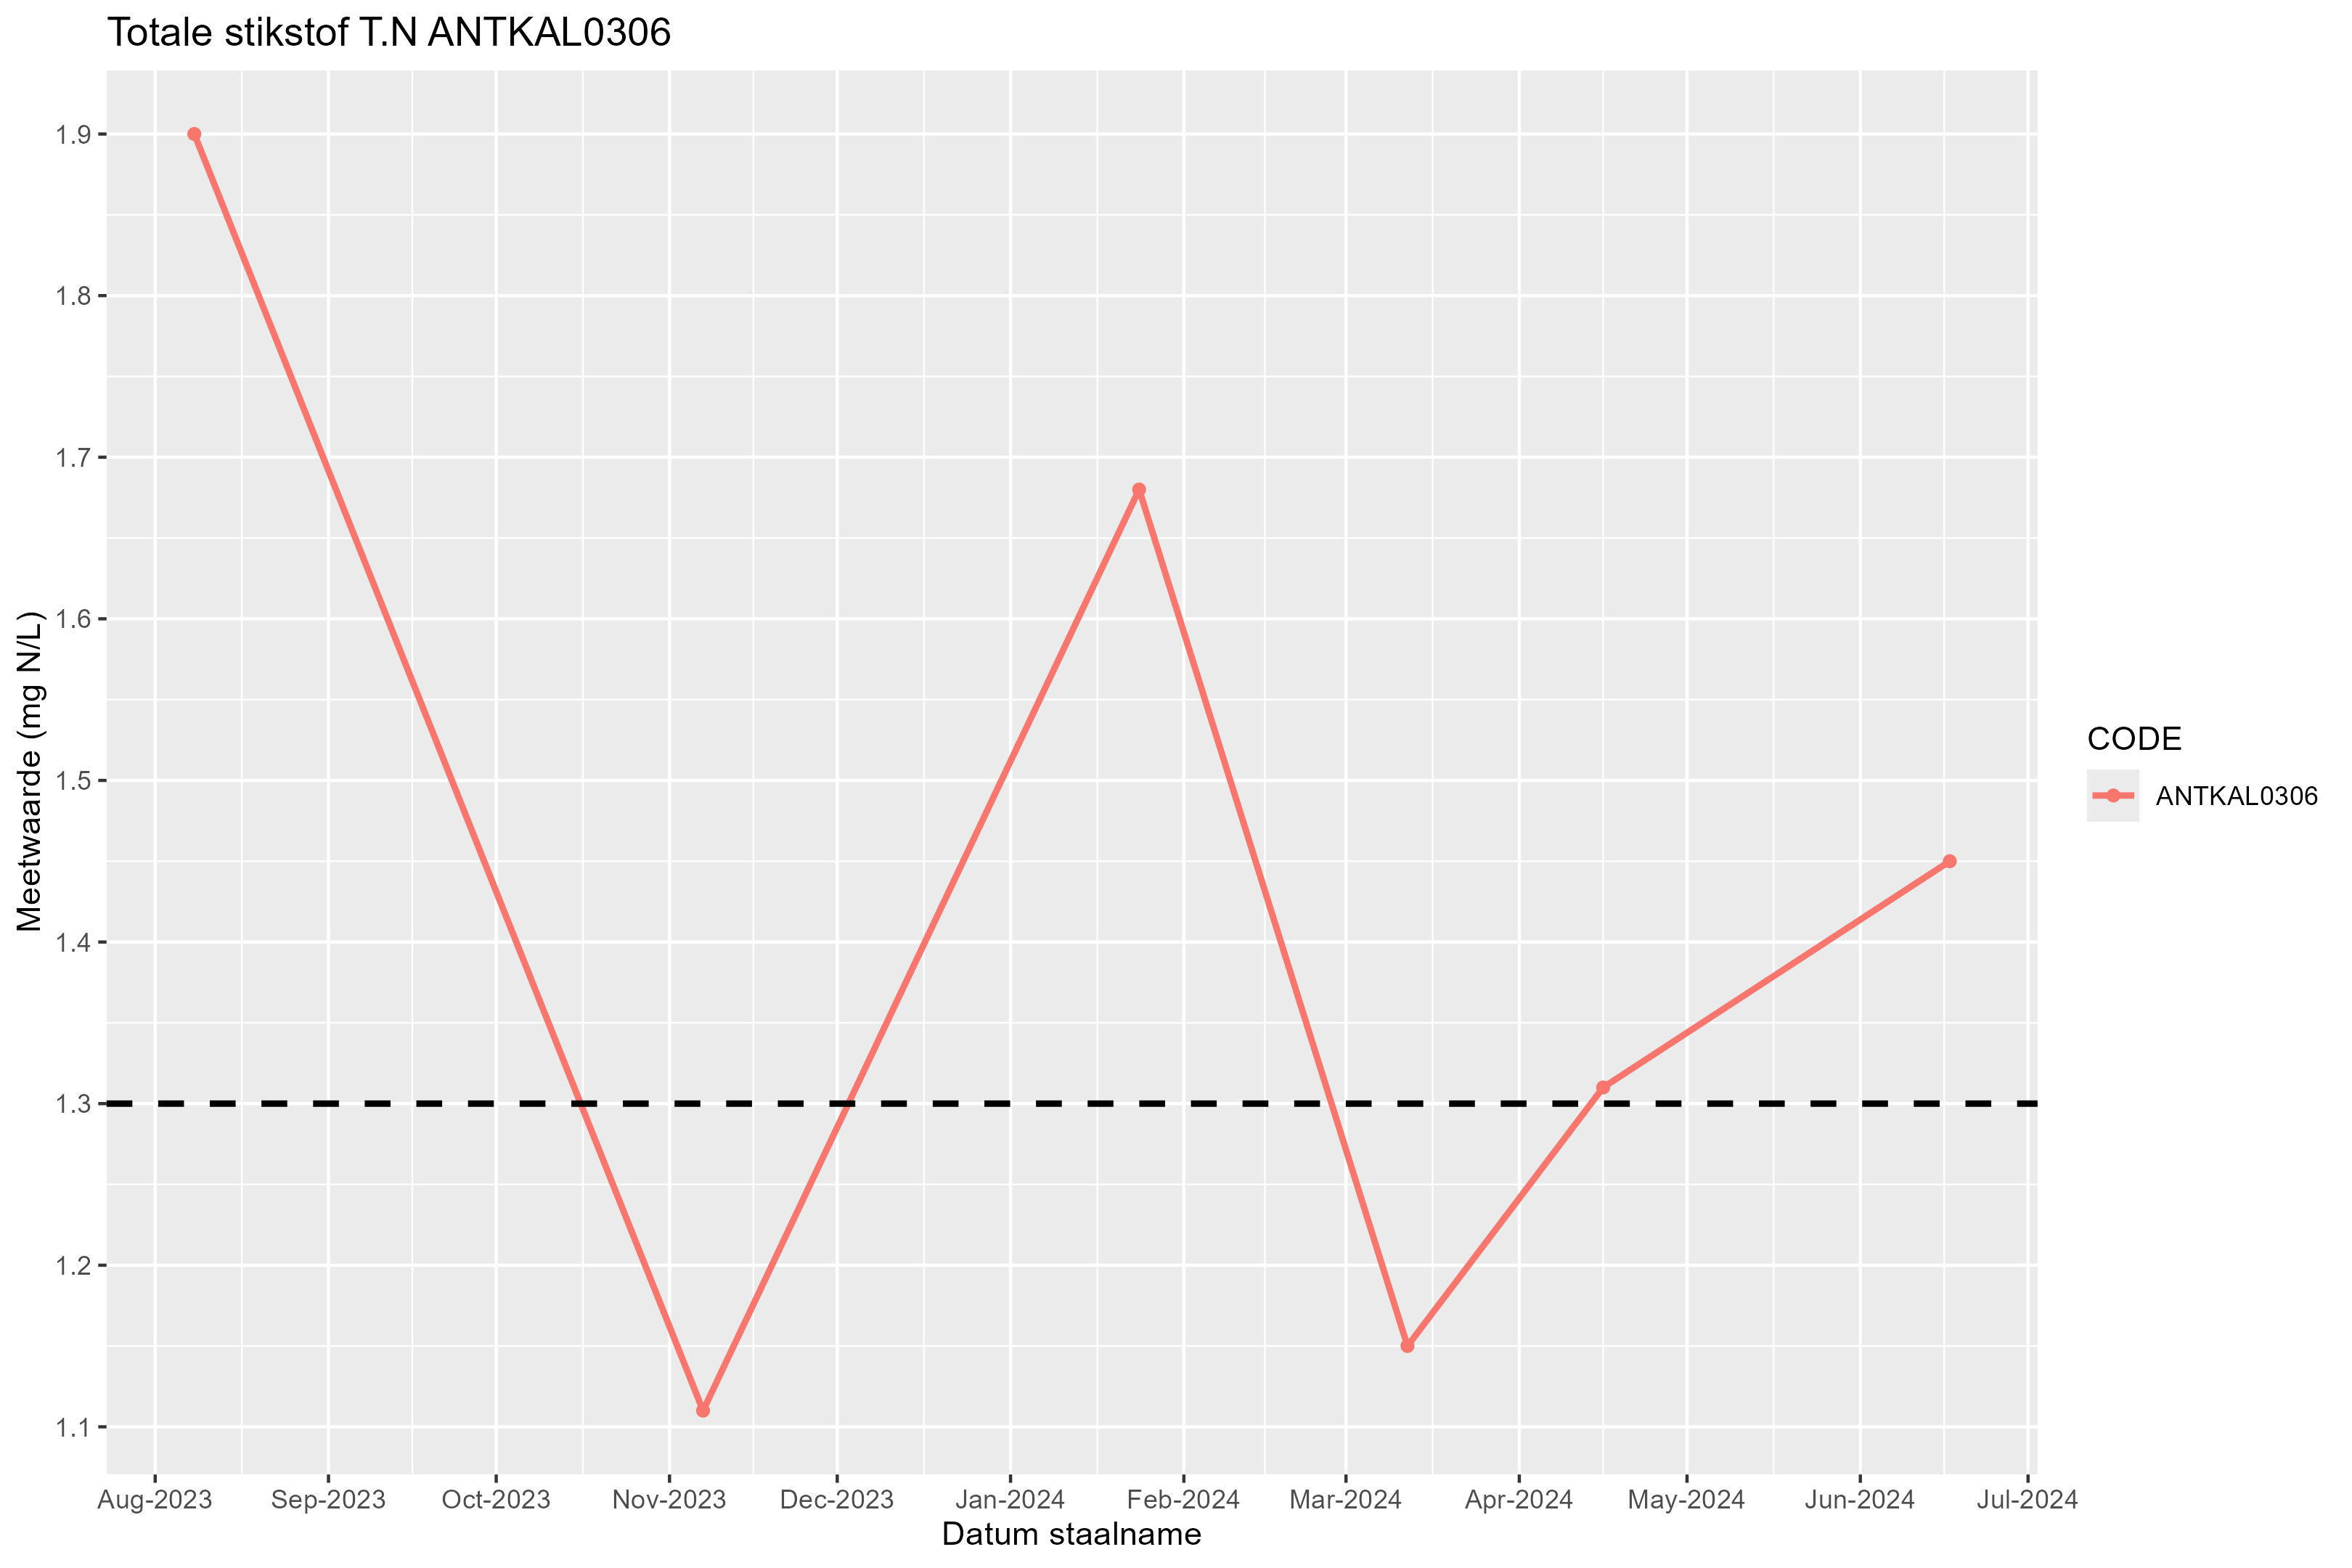 Totale stikstof T.N ANTKAL0306
Meetwaarde (mg N/L)
1.9
1.8
1.7
1.6
1.5
1.4
1.3
1.2
1.1
Aug-2023 Sep-2023 Oct-2023 Nov-2023 Dec-2023 Jan-2024 Feb-2024 Mar-2024 Apr-2024 May-2024 Jun-2024 Jul-2024
Datum staalname
CODE
ANTKAL0306